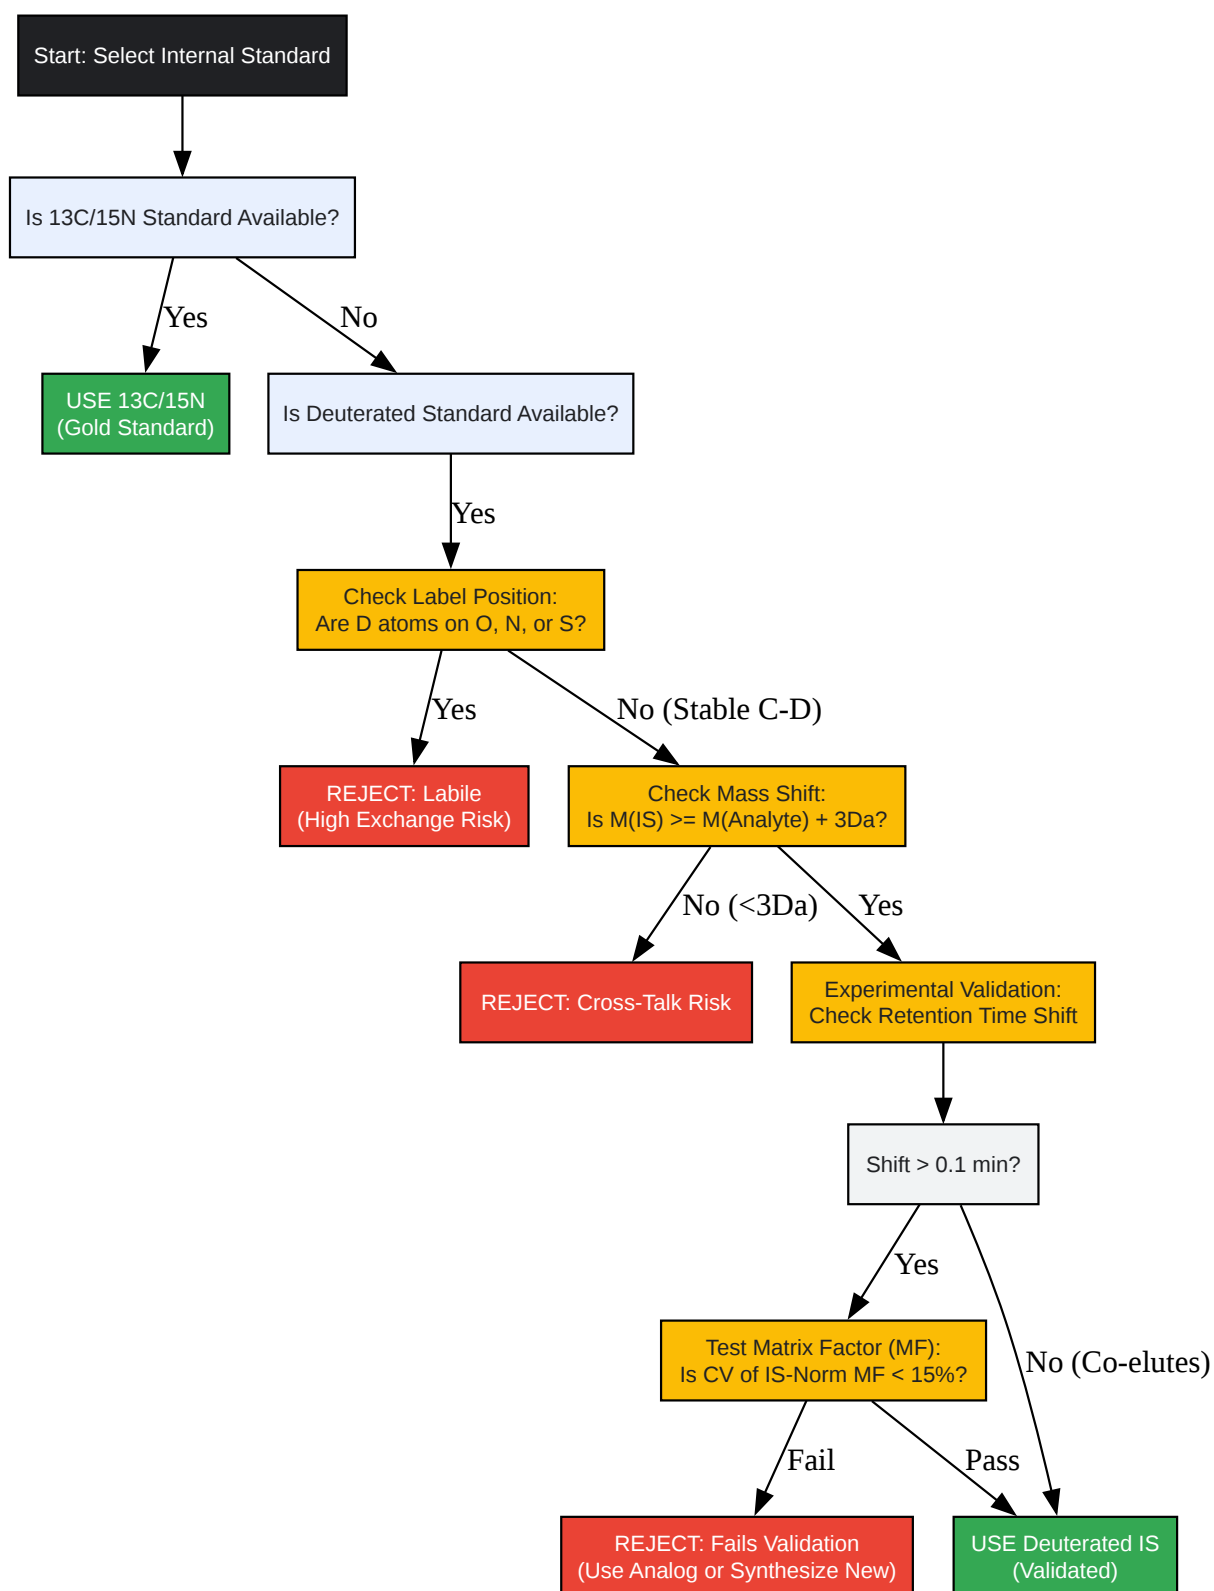 Start: Select Internal Standard
Is 13C/15N Standard Available?
Yes
No
USE 13C/15N
(Gold Standard)
Is Deuterated Standard Available?
Yes
Check Label Position:
Are D atoms on O, N, or S?
Yes
No (Stable C-D)
REJECT: Labile
(High Exchange Risk)
Check Mass Shift:
Is M(IS) >= M(Analyte) + 3Da?
No (<3Da)
Yes
REJECT: Cross-Talk Risk
Experimental Validation:
Check Retention Time Shift
Shift > 0.1 min?
Yes
No (Co-elutes)
Test Matrix Factor (MF):
Is CV of IS-Norm MF < 15%?
Fail
Pass
REJECT: Fails Validation
(Use Analog or Synthesize New)
USE Deuterated IS
(Validated)